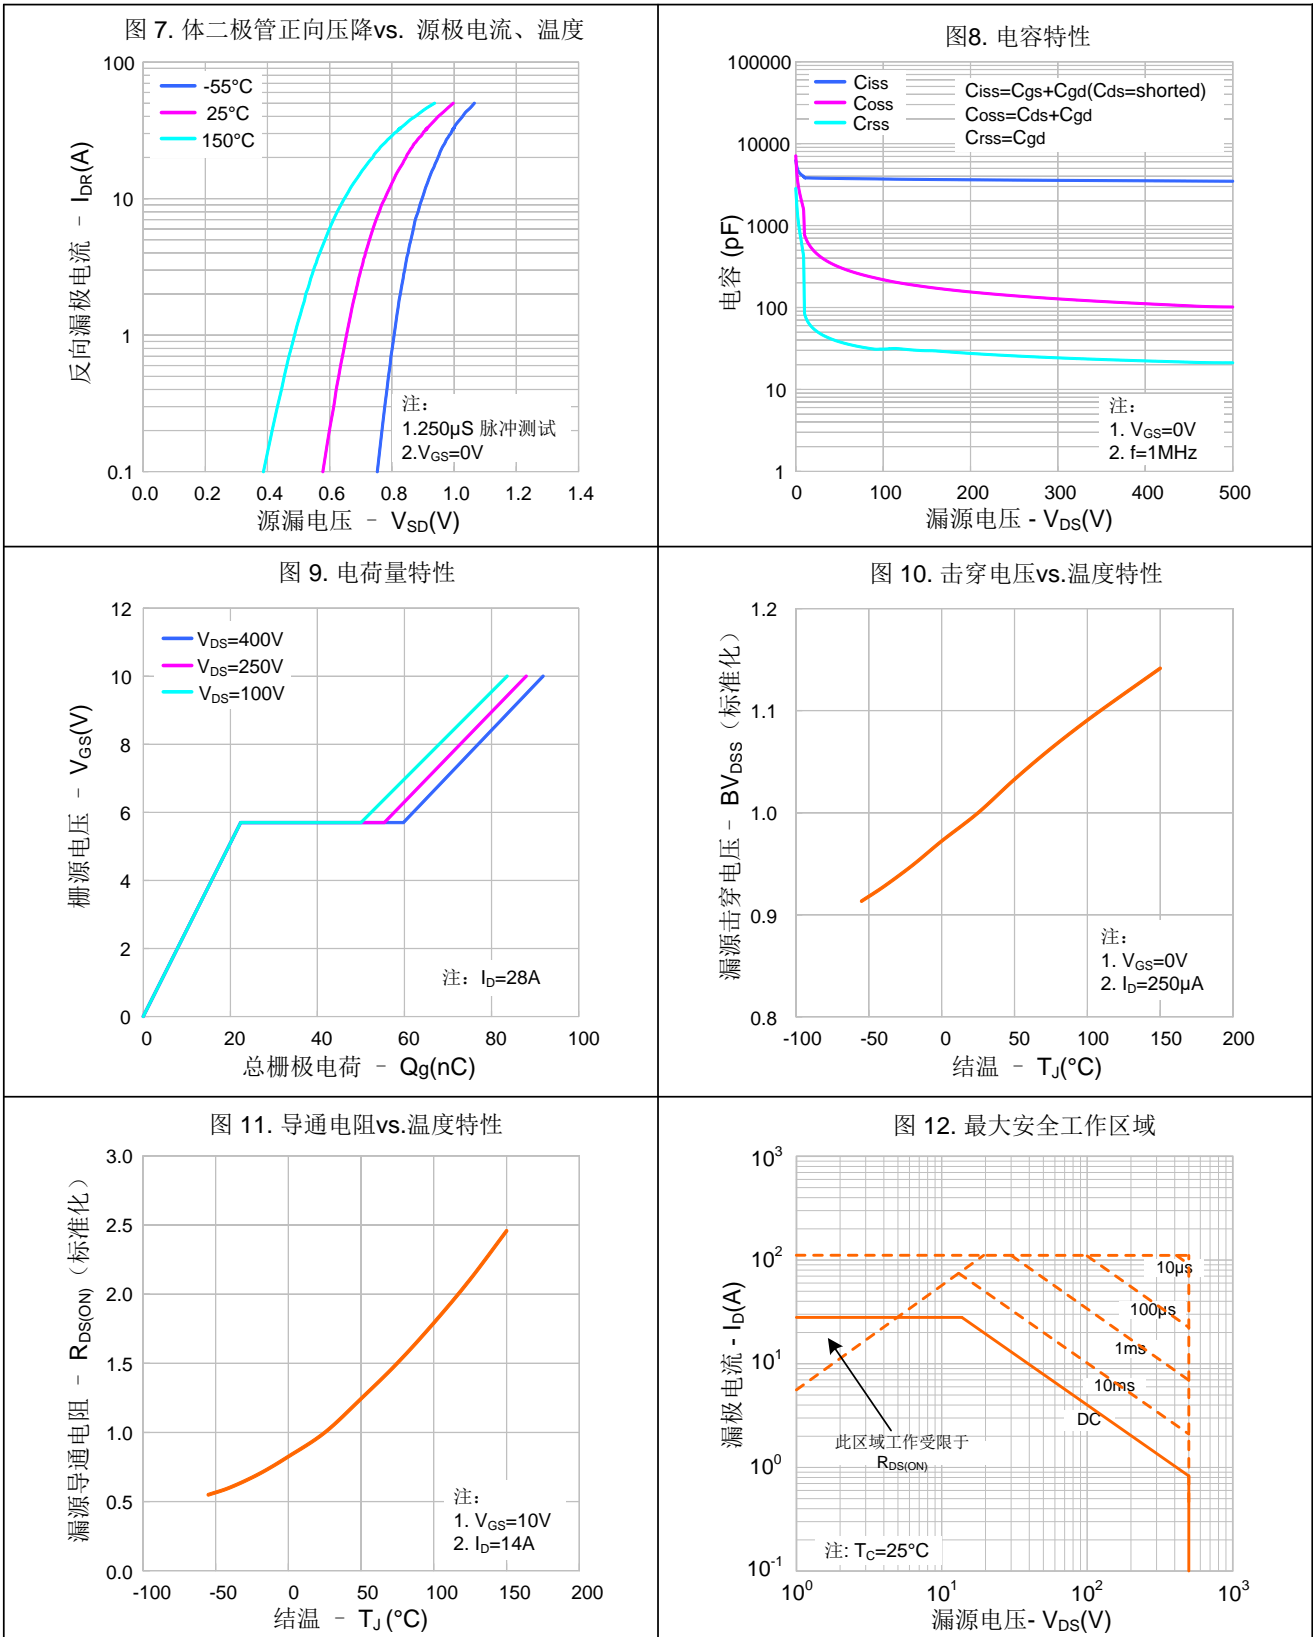 图 7. 体二极管正向压降vs. 源极电流、温度
100
10
1
0.1
反向漏极电流 － IDR(A)
-55°C
25°C
150°C
注：
1.250μS 脉冲测试
2.VGS=0V
0.0 0.2 0.4 0.6 0.8 1.0 1.2 1.4
源漏电压 － VSD(V)
图8. 电容特性
100000
10000
1000
100
10
1
电容 (pF)
Ciss
Coss
Crss
Ciss=Cgs+Cgd(Cds=shorted)
Coss=Cds+Cgd
Crss=Cgd
注：
1. VGS=0V
2. f=1MHz
0 100 200 300 400 500
漏源电压 - VDS(V)
图 9. 电荷量特性
12
10
8
6
4
2
0
栅源电压 － VGS(V)
VDS=400V
VDS=250V
VDS=100V
注：ID=28A
0 20 40 60 80 100
总栅极电荷 － Qg(nC)
图 10. 击穿电压vs.温度特性
1.2
1.1
1.0
0.9
0.8
漏源击穿电压 － BVDSS（标准化）
注：
1. VGS=0V
2. ID=250μA
-100 -50 0 50 100 150 200
结温 － TJ(°C)
图 11. 导通电阻vs.温度特性
3.0
2.5
2.0
1.5
1.0
0.5
0.0
漏源导通电阻 － RDS(ON)（标准化）
注：
1. VGS=10V
2. ID=14A
-100 -50 0 50 100 150 200
结温 － TJ(°C)
图 12. 最大安全工作区域
10³
10²
10¹
10⁰
10⁻¹
漏极电流 - ID(A)
10μs
100μs
1ms
10ms
DC
此区域工作受限于
RDS(ON)
注: TC=25°C
10⁰ 10¹ 10² 10³
漏源电压- VDS(V)